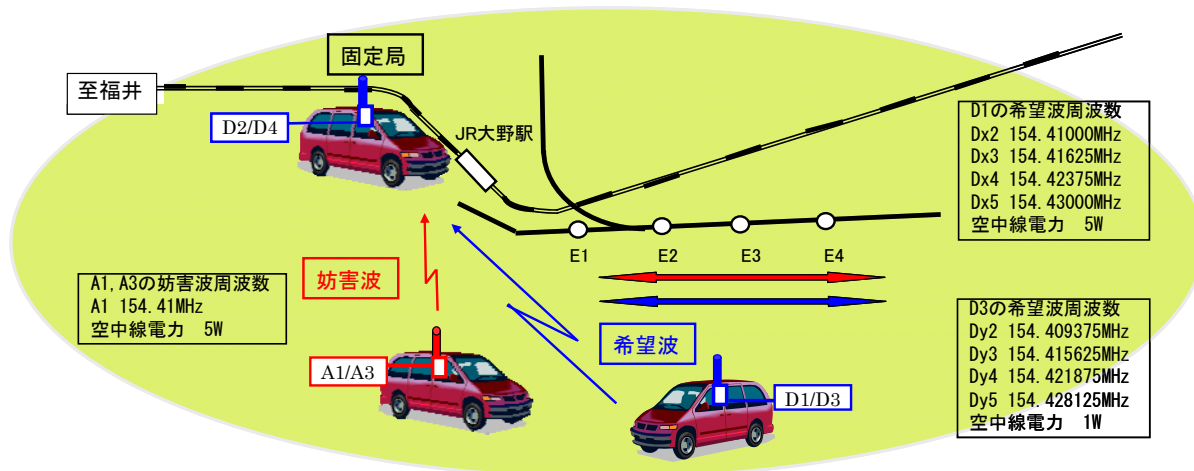 固定局
至福井
D2/D4
JR大野駅
D1の希望波周波数
Dx2 154.41000MHz
Dx3 154.41625MHz
Dx4 154.42375MHz
Dx5 154.43000MHz
空中線電力 5W
E1
E2
E3
E4
妨害波
A1,A3の妨害波周波数
A1 154.41MHz
空中線電力 5W
希望波
A1/A3
D1/D3
D3の希望波周波数
Dy2 154.409375MHz
Dy3 154.415625MHz
Dy4 154.421875MHz
Dy5 154.428125MHz
空中線電力 1W